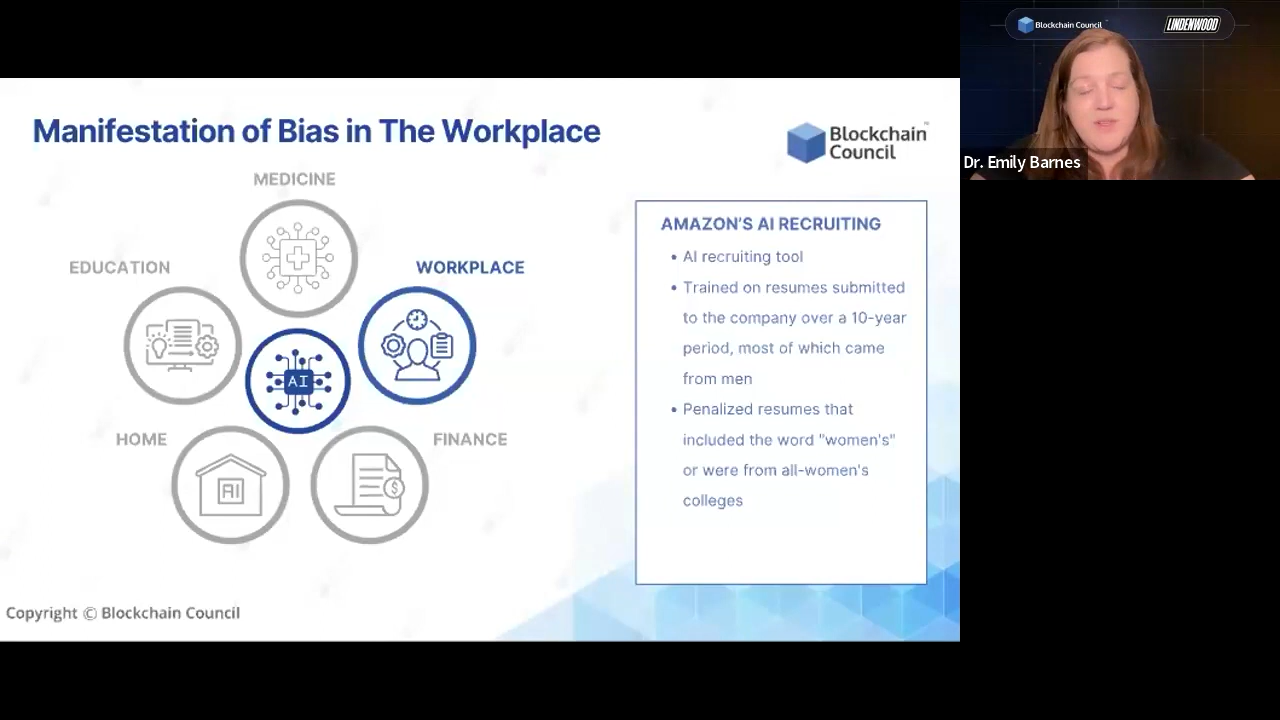 Manifestation of Bias in The Workplace
Blockchain
Council
™
MEDICINE
EDUCATION
WORKPLACE
AI
HOME
FINANCE
AI
$
AMAZON'S AI RECRUITING
• AI recruiting tool
• Trained on resumes submitted
to the company over a 10-year
period, most of which came
from men
• Penalized resumes that
included the word "women's"
or were from all-women's
colleges
Copyright © Blockchain Council
Blockchain Council
LINDENWOOD
Dr. Emily Barnes